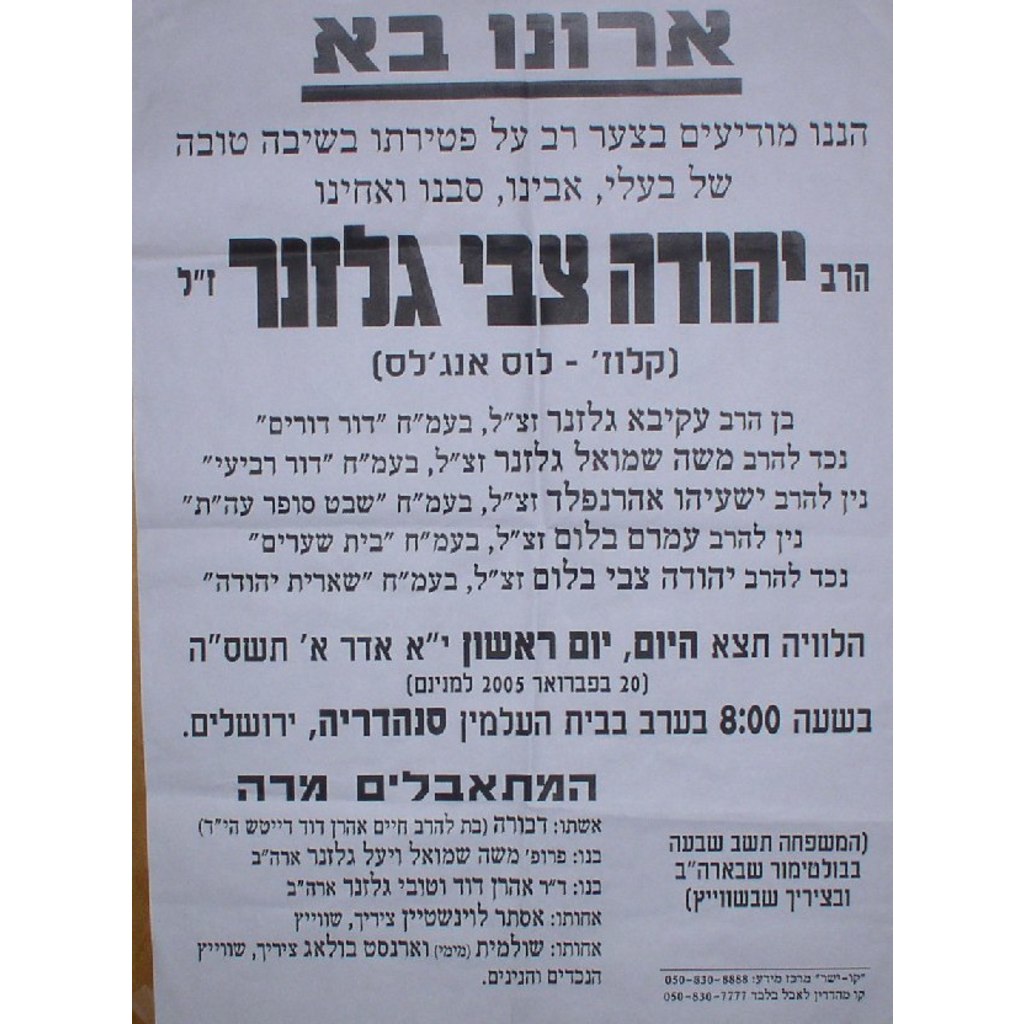 ארונו בא
הננו מודיעים בצער רב על פטירתו בשיבה טובה
של בעלי, אבינו, סבנו ואחינו
הרב יהודה צבי גלזנר ז"ל
(קלוז' - לוס אנג'לס)
בן הרב עקיבא גלזנר זצ"ל, בעמ"ח "דור דורים"
נכד להרב משה שמואל גלזנר זצ"ל, בעמ"ח "דור רביעי"
נין להרב ישעיהו אהרנפלד זצ"ל, בעמ"ח "שבט סופר עה"ת"
נין להרב עמרם בלום זצ"ל, בעמ"ח "בית שערים"
נכד להרב יהודה צבי בלום זצ"ל, בעמ"ח "שארית יהודה"
הלוויה תצא היום, יום ראשון י"א אדר א' תשס"ה
(20 בפברואר 2005 למנינם)
בשעה 8:00 בערב בבית העלמין סנהדריה, ירושלים.
המתאבלים מרה
אשתו: דבורה (בת להרב חיים אהרן דוד דייטש הי"ד)
בנו: פרופ' משה שמואל ויעל גלזנר ארה"ב
בנו: ד"ר אהרן דוד וטובי גלזנר ארה"ב
אחותו: אסתר לוינשטיין ציריך, שווייץ
אחותו: שולמית (מימי) וארנסט בולאג ציריך, שווייץ
הנכדים והנינים.
(המשפחה תשב שבעה
בבולטימור שבארה"ב
ובציריך שבשווייץ)
"קו-ישר" מרכז מידע: 050-830-8888
קו מהדרין לאבל בלבד 050-830-7777